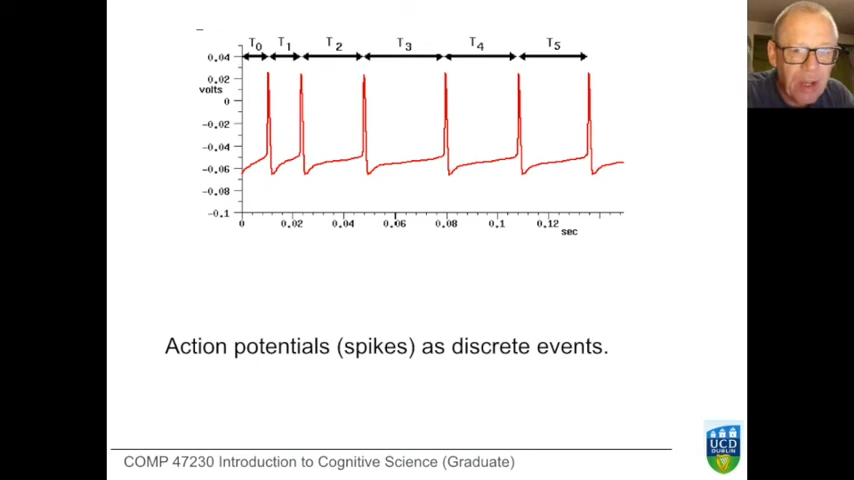 T0 T1 T2 T3 T4 T5
0.04
0.02
volts
0
-0.02
-0.04
-0.06
-0.08
-0.1
0 0.02 0.04 0.06 0.08 0.1 0.12
sec
Action potentials (spikes) as discrete events.
COMP 47230 Introduction to Cognitive Science (Graduate)
UCD
DUBLIN